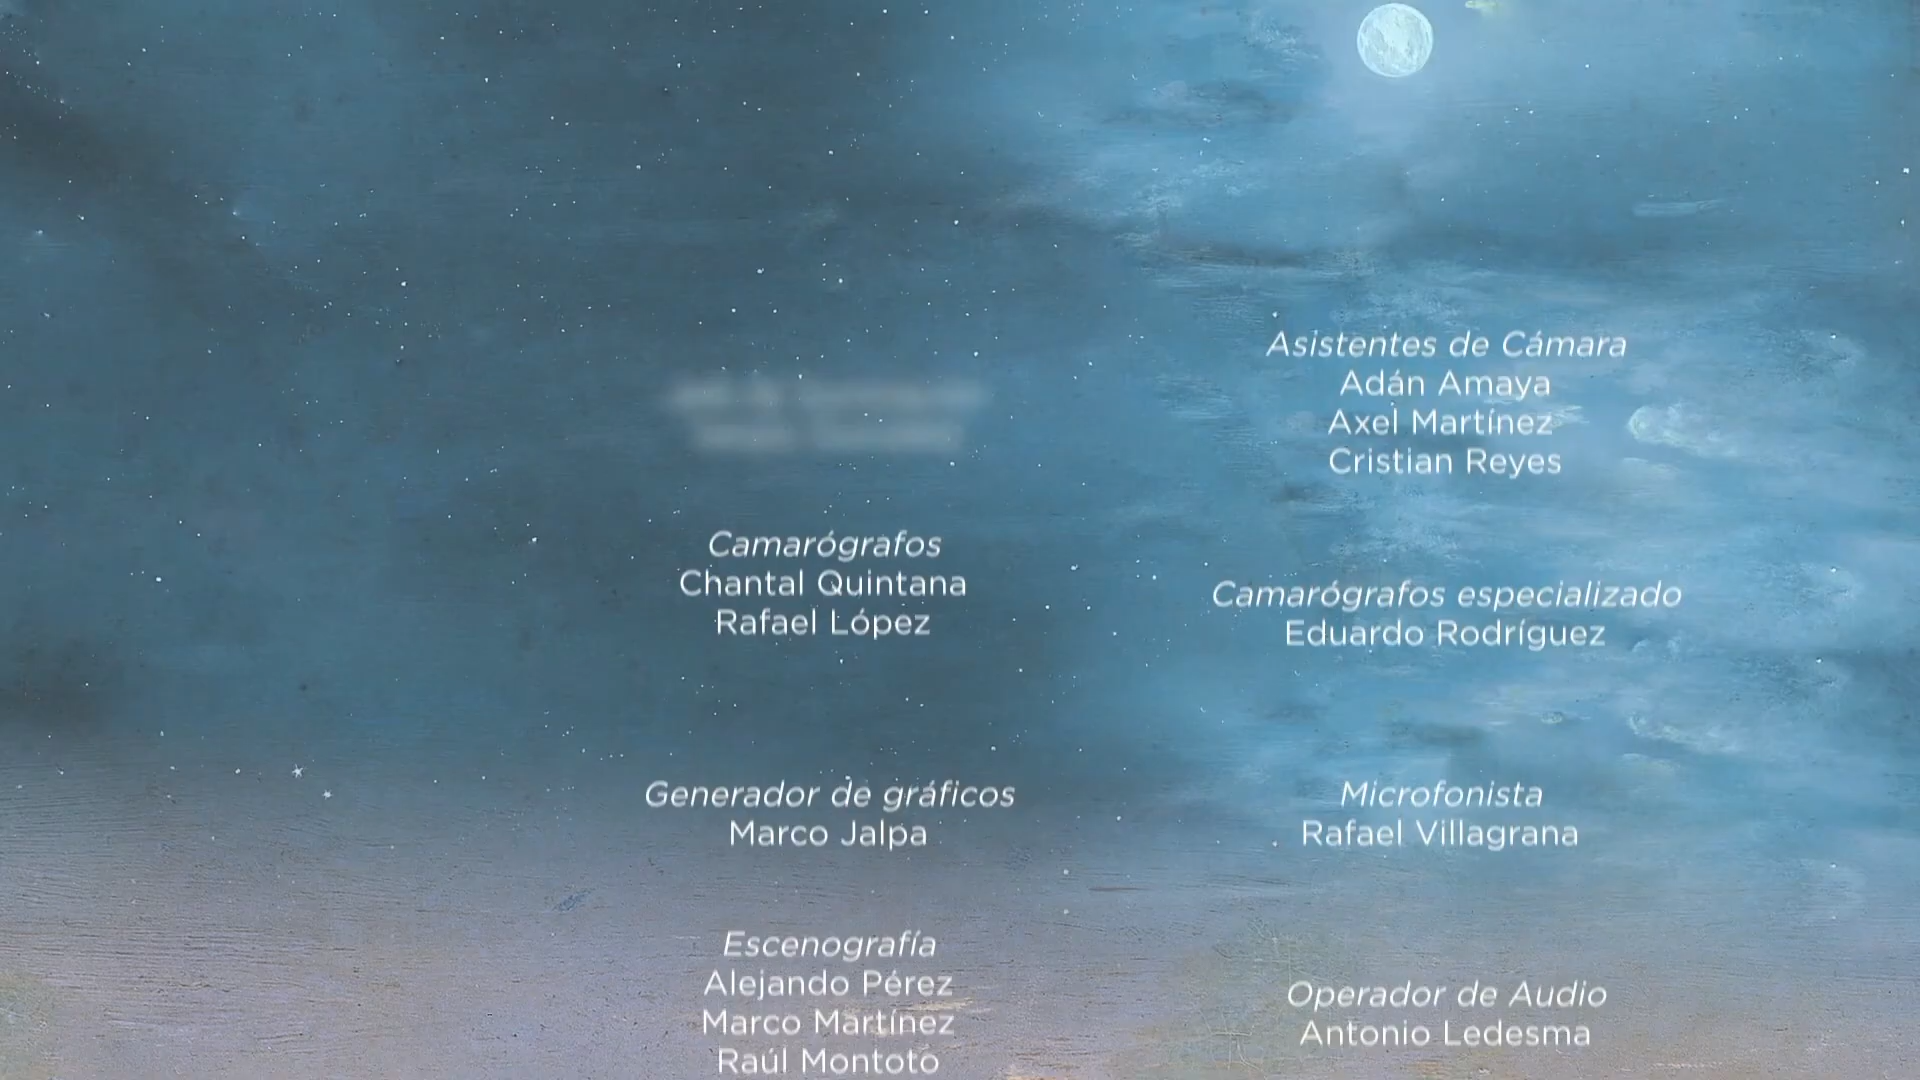 Camarógrafos
Chantal Quintana
Rafael López
Generador de gráficos
Marco Jalpa
Escenografía
Alejando Pérez
Marco Martínez
Raúl Montoto
Asistentes de Cámara
Adán Amaya
Axel Martínez
Cristian Reyes
Camarógrafos especializado
Eduardo Rodríguez
Microfonista
Rafael Villagrana
Operador de Audio
Antonio Ledesma